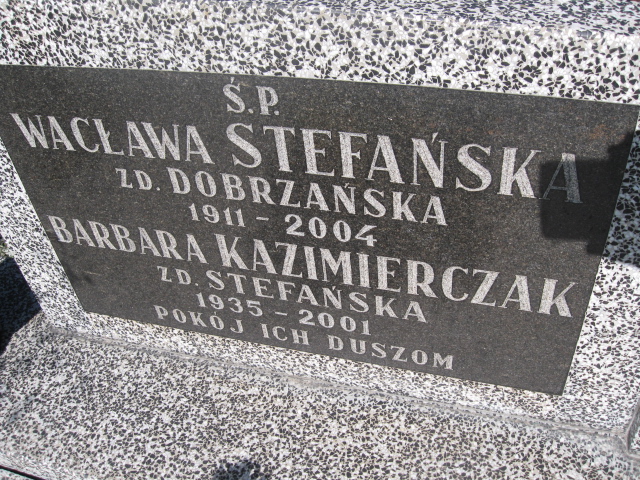 Ś.P.
WACŁAWA STEFAŃSKA
ZD. DOBRZAŃSKA
1911 - 2004
BARBARA KAZIMIERCZAK
ZD. STEFAŃSKA
1935 - 2001
POKÓJ ICH DUSZOM